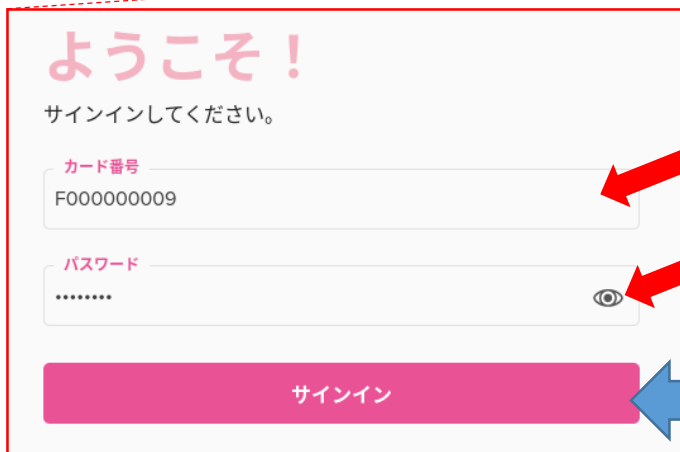 ようこそ！
サインインしてください。
カード番号
F000000009
パスワード
••••••••
サインイン